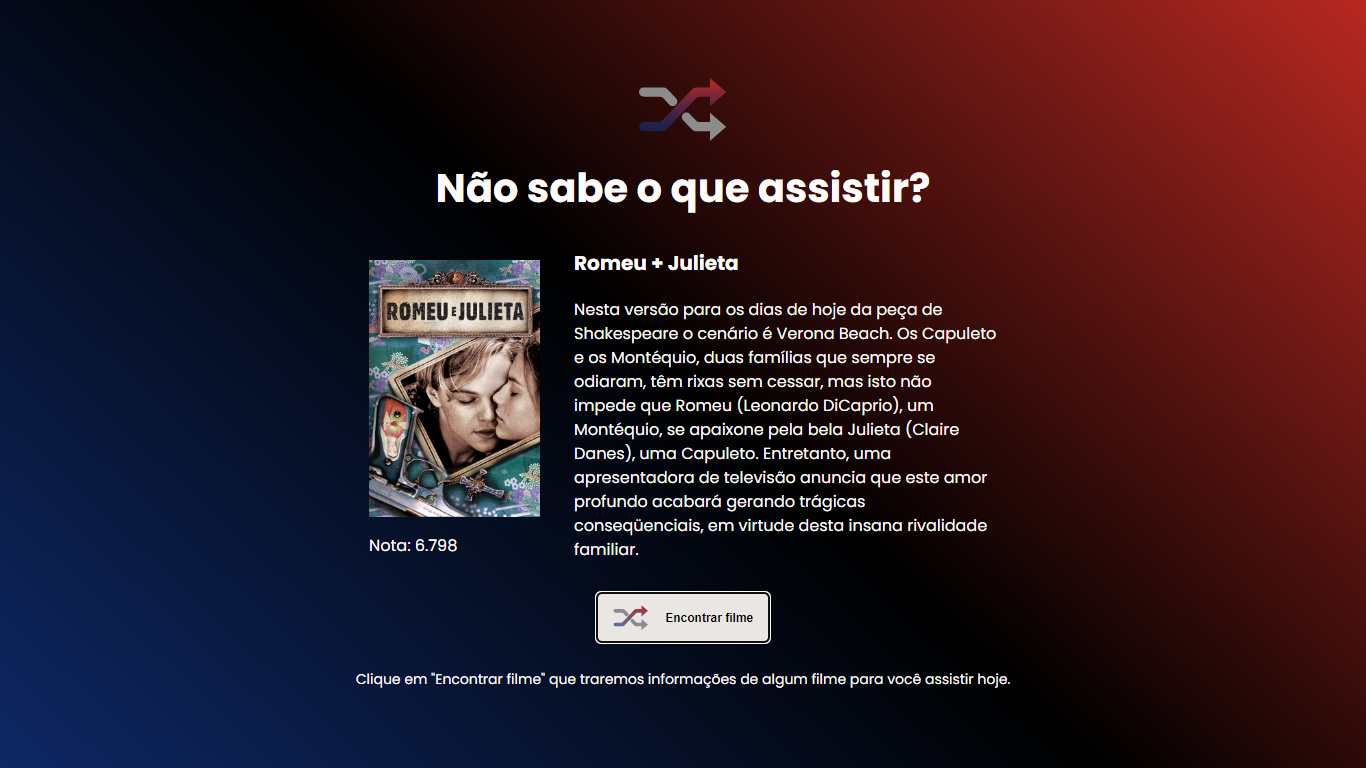 Não sabe o que assistir?
ROMEU E JULIETA
Nota: 6.798
Romeu + Julieta
Nesta versão para os dias de hoje da peça de
Shakespeare o cenário é Verona Beach. Os Capuleto
e os Montéquio, duas famílias que sempre se
odiaram, têm rixas sem cessar, mas isto não
impede que Romeu (Leonardo DiCaprio), um
Montéquio, se apaixone pela bela Julieta (Claire
Danes), uma Capuleto. Entretanto, uma
apresentadora de televisão anuncia que este amor
profundo acabará gerando trágicas
conseqüenciais, em virtude desta insana rivalidade
familiar.
Encontrar filme
Clique em "Encontrar filme" que traremos informações de algum filme para você assistir hoje.